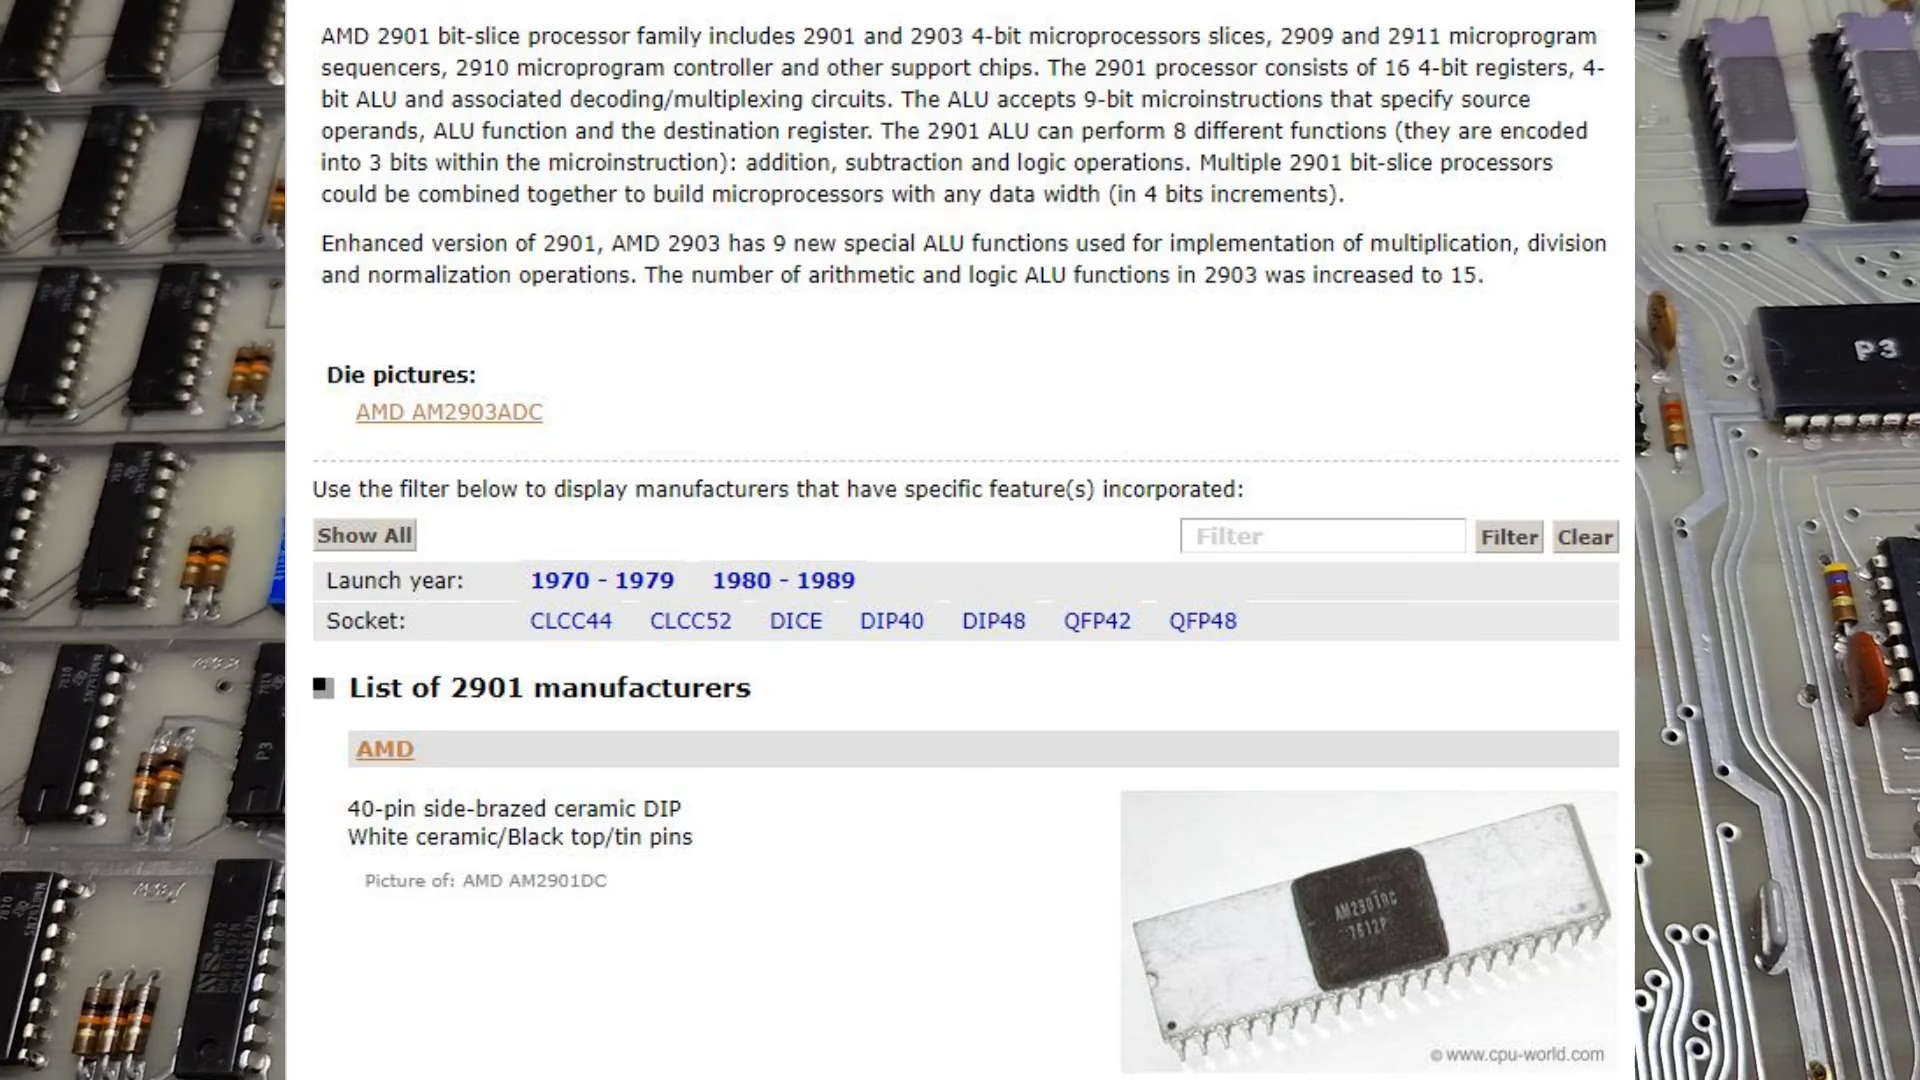 AMD 2901 bit-slice processor family includes 2901 and 2903 4-bit microprocessors slices, 2909 and 2911 microprogram
sequencers, 2910 microprogram controller and other support chips. The 2901 processor consists of 16 4-bit registers, 4-
bit ALU and associated decoding/multiplexing circuits. The ALU accepts 9-bit microinstructions that specify source
operands, ALU function and the destination register. The 2901 ALU can perform 8 different functions (they are encoded
into 3 bits within the microinstruction): addition, subtraction and logic operations. Multiple 2901 bit-slice processors
could be combined together to build microprocessors with any data width (in 4 bits increments).
Enhanced version of 2901, AMD 2903 has 9 new special ALU functions used for implementation of multiplication, division
and normalization operations. The number of arithmetic and logic ALU functions in 2903 was increased to 15.
Die pictures:
AMD AM2903ADC
Use the filter below to display manufacturers that have specific feature(s) incorporated:
Show All Filter Filter Clear
Launch year: 1970 - 1979 1980 - 1989
Socket: CLCC44 CLCC52 DICE DIP40 DIP48 QFP42 QFP48
List of 2901 manufacturers
AMD
40-pin side-brazed ceramic DIP
White ceramic/Black top/tin pins
Picture of: AMD AM2901DC
AM2901DC
7612P
© www.cpu-world.com
P3
P3